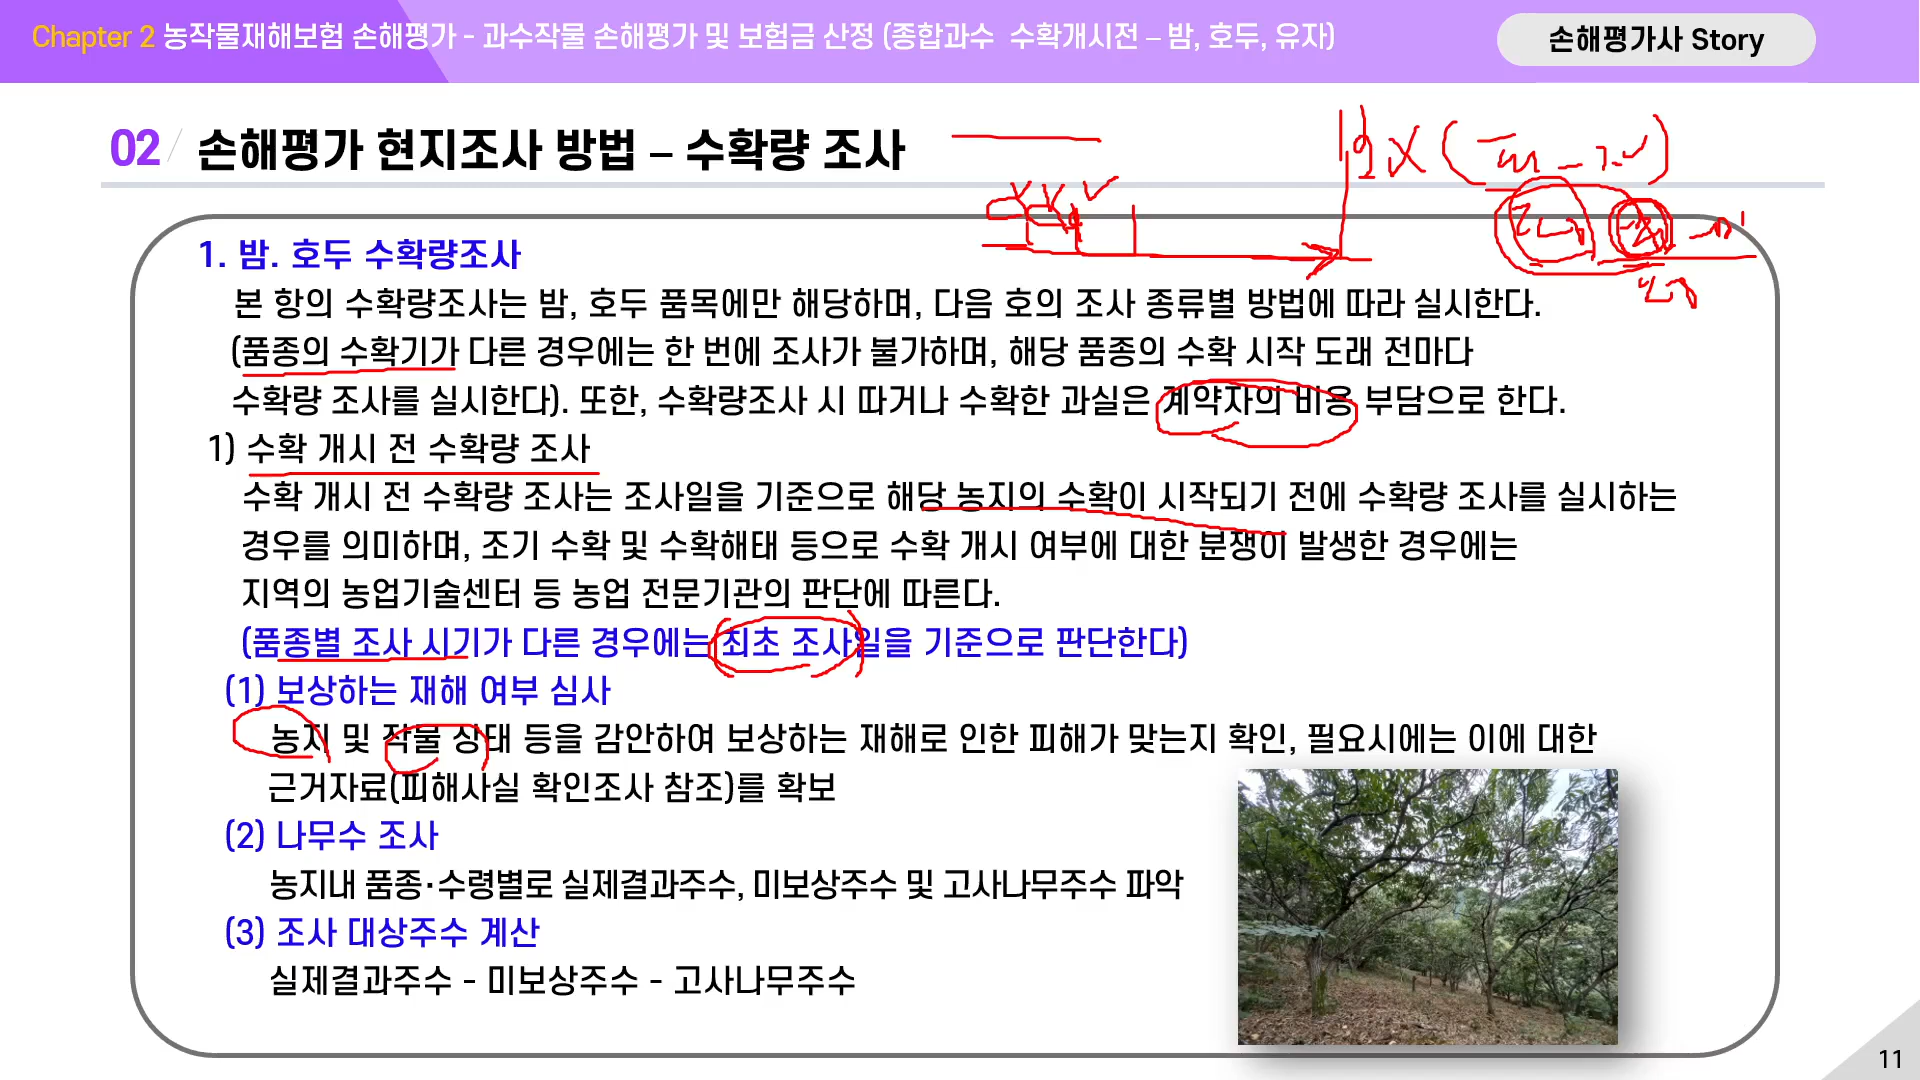 Chapter 2 농작물재해보험 손해평가 - 과수작물 손해평가 및 보험금 산정 (종합과수 수확개시전 – 밤, 호두, 유자)
손해평가사 Story
02 / 손해평가 현지조사 방법 – 수확량 조사
1. 밤. 호두 수확량조사
본 항의 수확량조사는 밤, 호두 품목에만 해당하며, 다음 호의 조사 종류별 방법에 따라 실시한다.
(품종의 수확기가 다른 경우에는 한 번에 조사가 불가하며, 해당 품종의 수확 시작 도래 전마다
수확량 조사를 실시한다). 또한, 수확량조사 시 따거나 수확한 과실은 계약자의 비용 부담으로 한다.
1) 수확 개시 전 수확량 조사
수확 개시 전 수확량 조사는 조사일을 기준으로 해당 농지의 수확이 시작되기 전에 수확량 조사를 실시하는
경우를 의미하며, 조기 수확 및 수확해태 등으로 수확 개시 여부에 대한 분쟁이 발생한 경우에는
지역의 농업기술센터 등 농업 전문기관의 판단에 따른다.
(품종별 조사 시기가 다른 경우에는 최초 조사일을 기준으로 판단한다)
(1) 보상하는 재해 여부 심사
농지 및 작물 상태 등을 감안하여 보상하는 재해로 인한 피해가 맞는지 확인, 필요시에는 이에 대한
근거자료(피해사실 확인조사 참조)를 확보
(2) 나무수 조사
농지내 품종·수령별로 실제결과주수, 미보상주수 및 고사나무주수 파악
(3) 조사 대상주수 계산
실제결과주수 - 미보상주수 - 고사나무주수
11